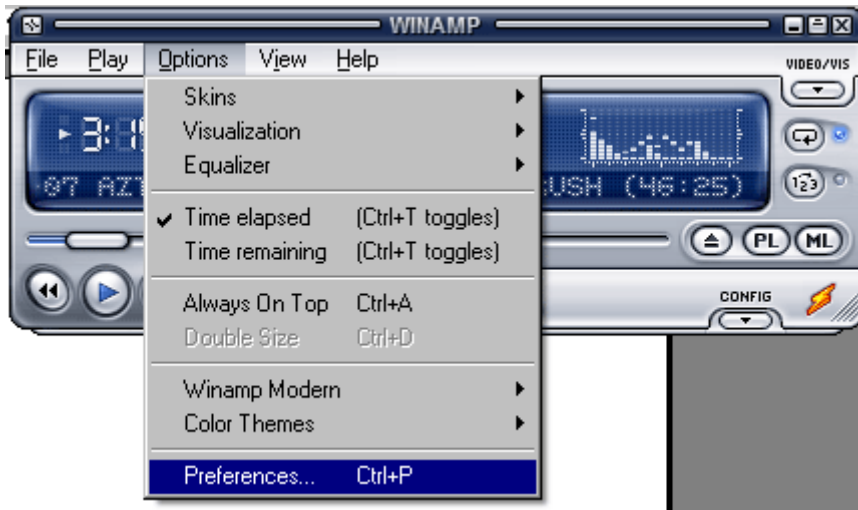 WINAMP
File Play Options View Help
VIDEO/VIS
Skins
Visualization
Equalizer
07 (46:25)
Time elapsed (Ctrl+T toggles)
Time remaining (Ctrl+T toggles)
PL ML
Always On Top Ctrl+A
CONFIG
Double Size Ctrl+D
Winamp Modern
Color Themes
Preferences... Ctrl+P